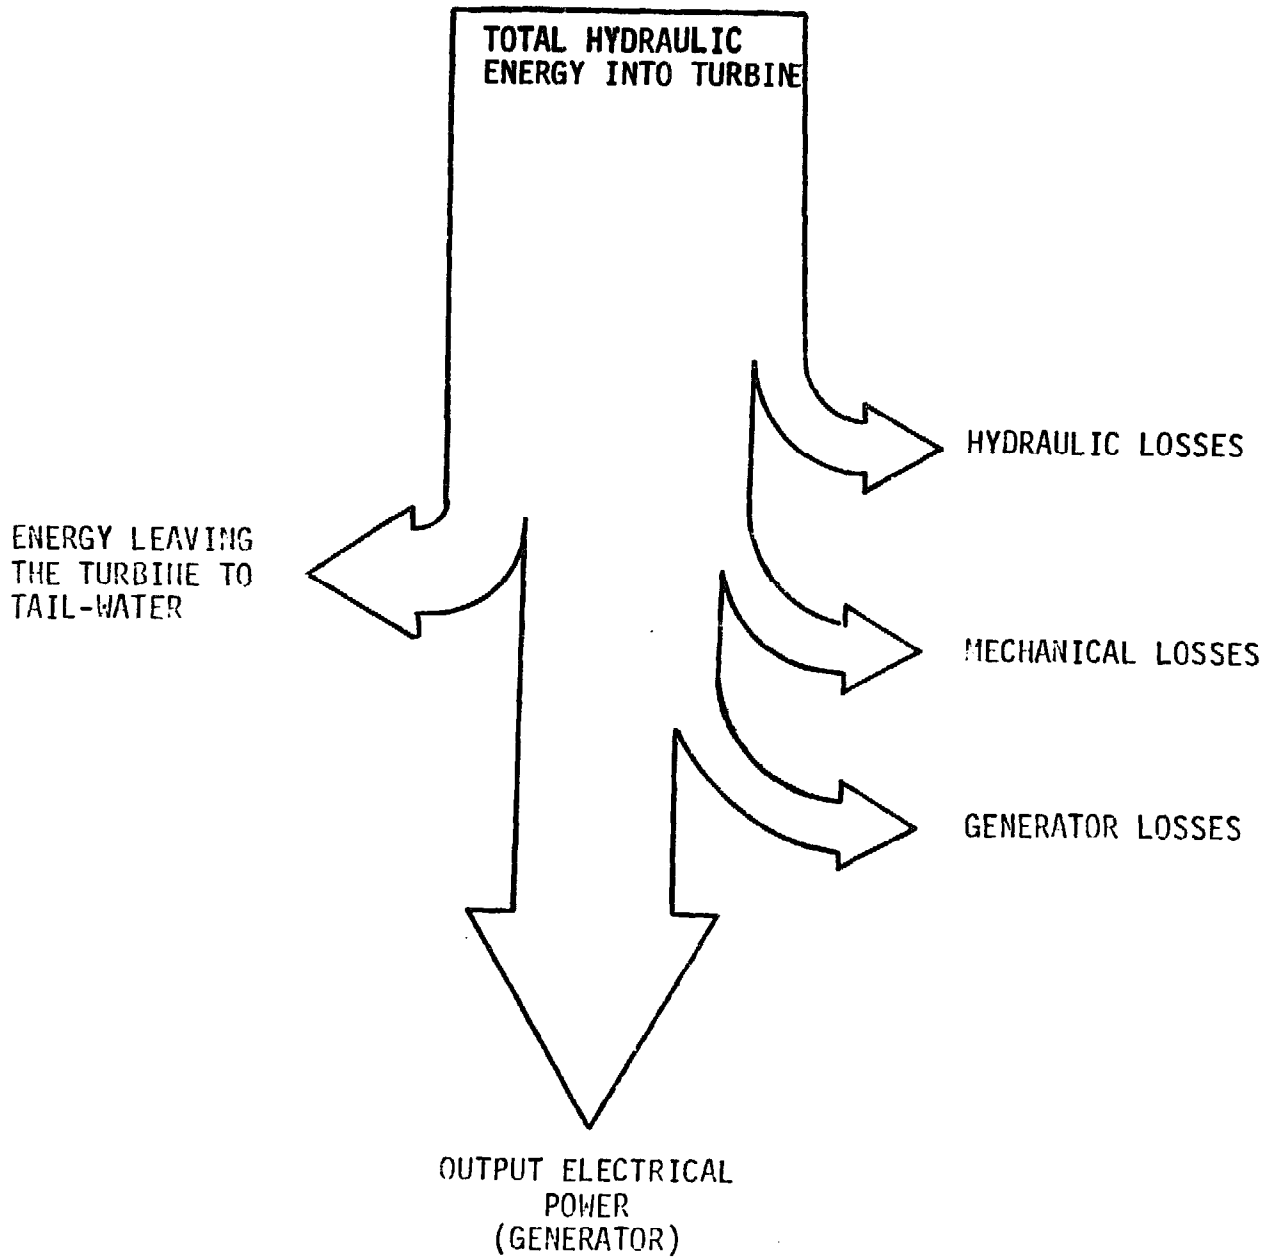 TOTAL HYDRAULIC
ENERGY INTO TURBINE
HYDRAULIC LOSSES
ENERGY LEAVING
THE TURBINE TO
TAIL-WATER
MECHANICAL LOSSES
GENERATOR LOSSES
OUTPUT ELECTRICAL
POWER
(GENERATOR)